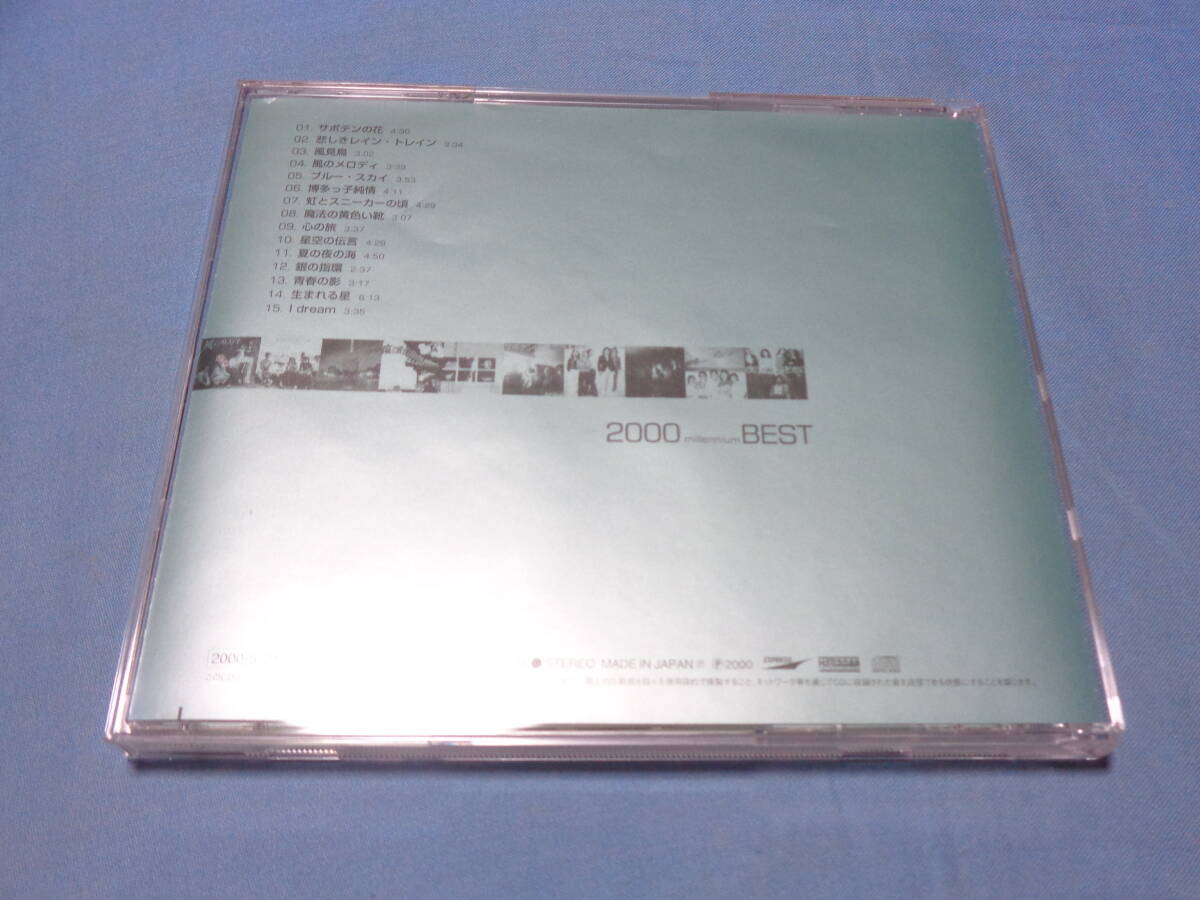 01. サボテンの花 4:30
02. 悲しきレイン・トレイン 3:34
03. 風見鶏 3:02
04. 風のメロディ 3:39
05. ブルー・スカイ 3:53
06. 博多っ子純情 4:11
07. 虹とスニーカーの頃 4:29
08. 魔法の黄色い靴 3:07
09. 心の旅 3:37
10. 星空の伝言 4:29
11. 夏の夜の海 4:50
12. 銀の指環 2:37
13. 青春の影 3:17
14. 生まれる星 6:13
15. I dream 3:35
2000 millennium BEST
2000
STEREO MADE IN JAPAN ℗2000 EXPRESS